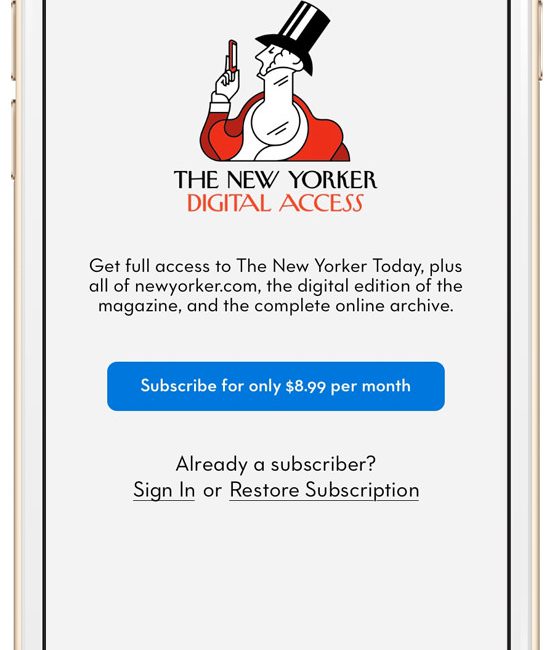 THE NEW YORKER
DIGITAL ACCESS
Get full access to The New Yorker Today, plus
all of newyorker.com, the digital edition of the
magazine, and the complete online archive.
Subscribe for only $8.99 per month
Already a subscriber?
Sign In or Restore Subscription